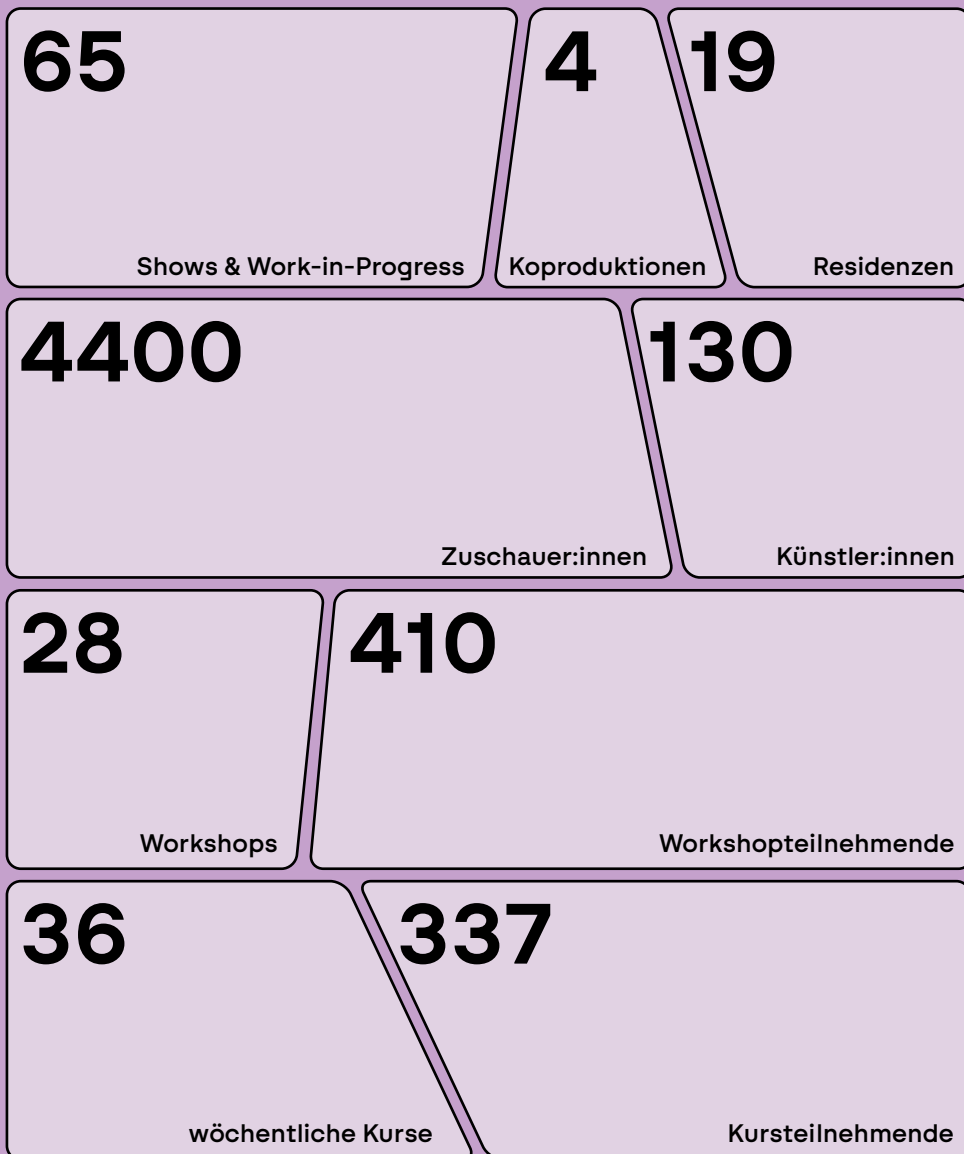 65
Shows & Work-in-Progress
4
Koproduktionen
19
Residenzen
4400
Zuschauer:innen
130
Künstler:innen
28
Workshops
410
Workshopteilnehmende
36
wöchentliche Kurse
337
Kursteilnehmende